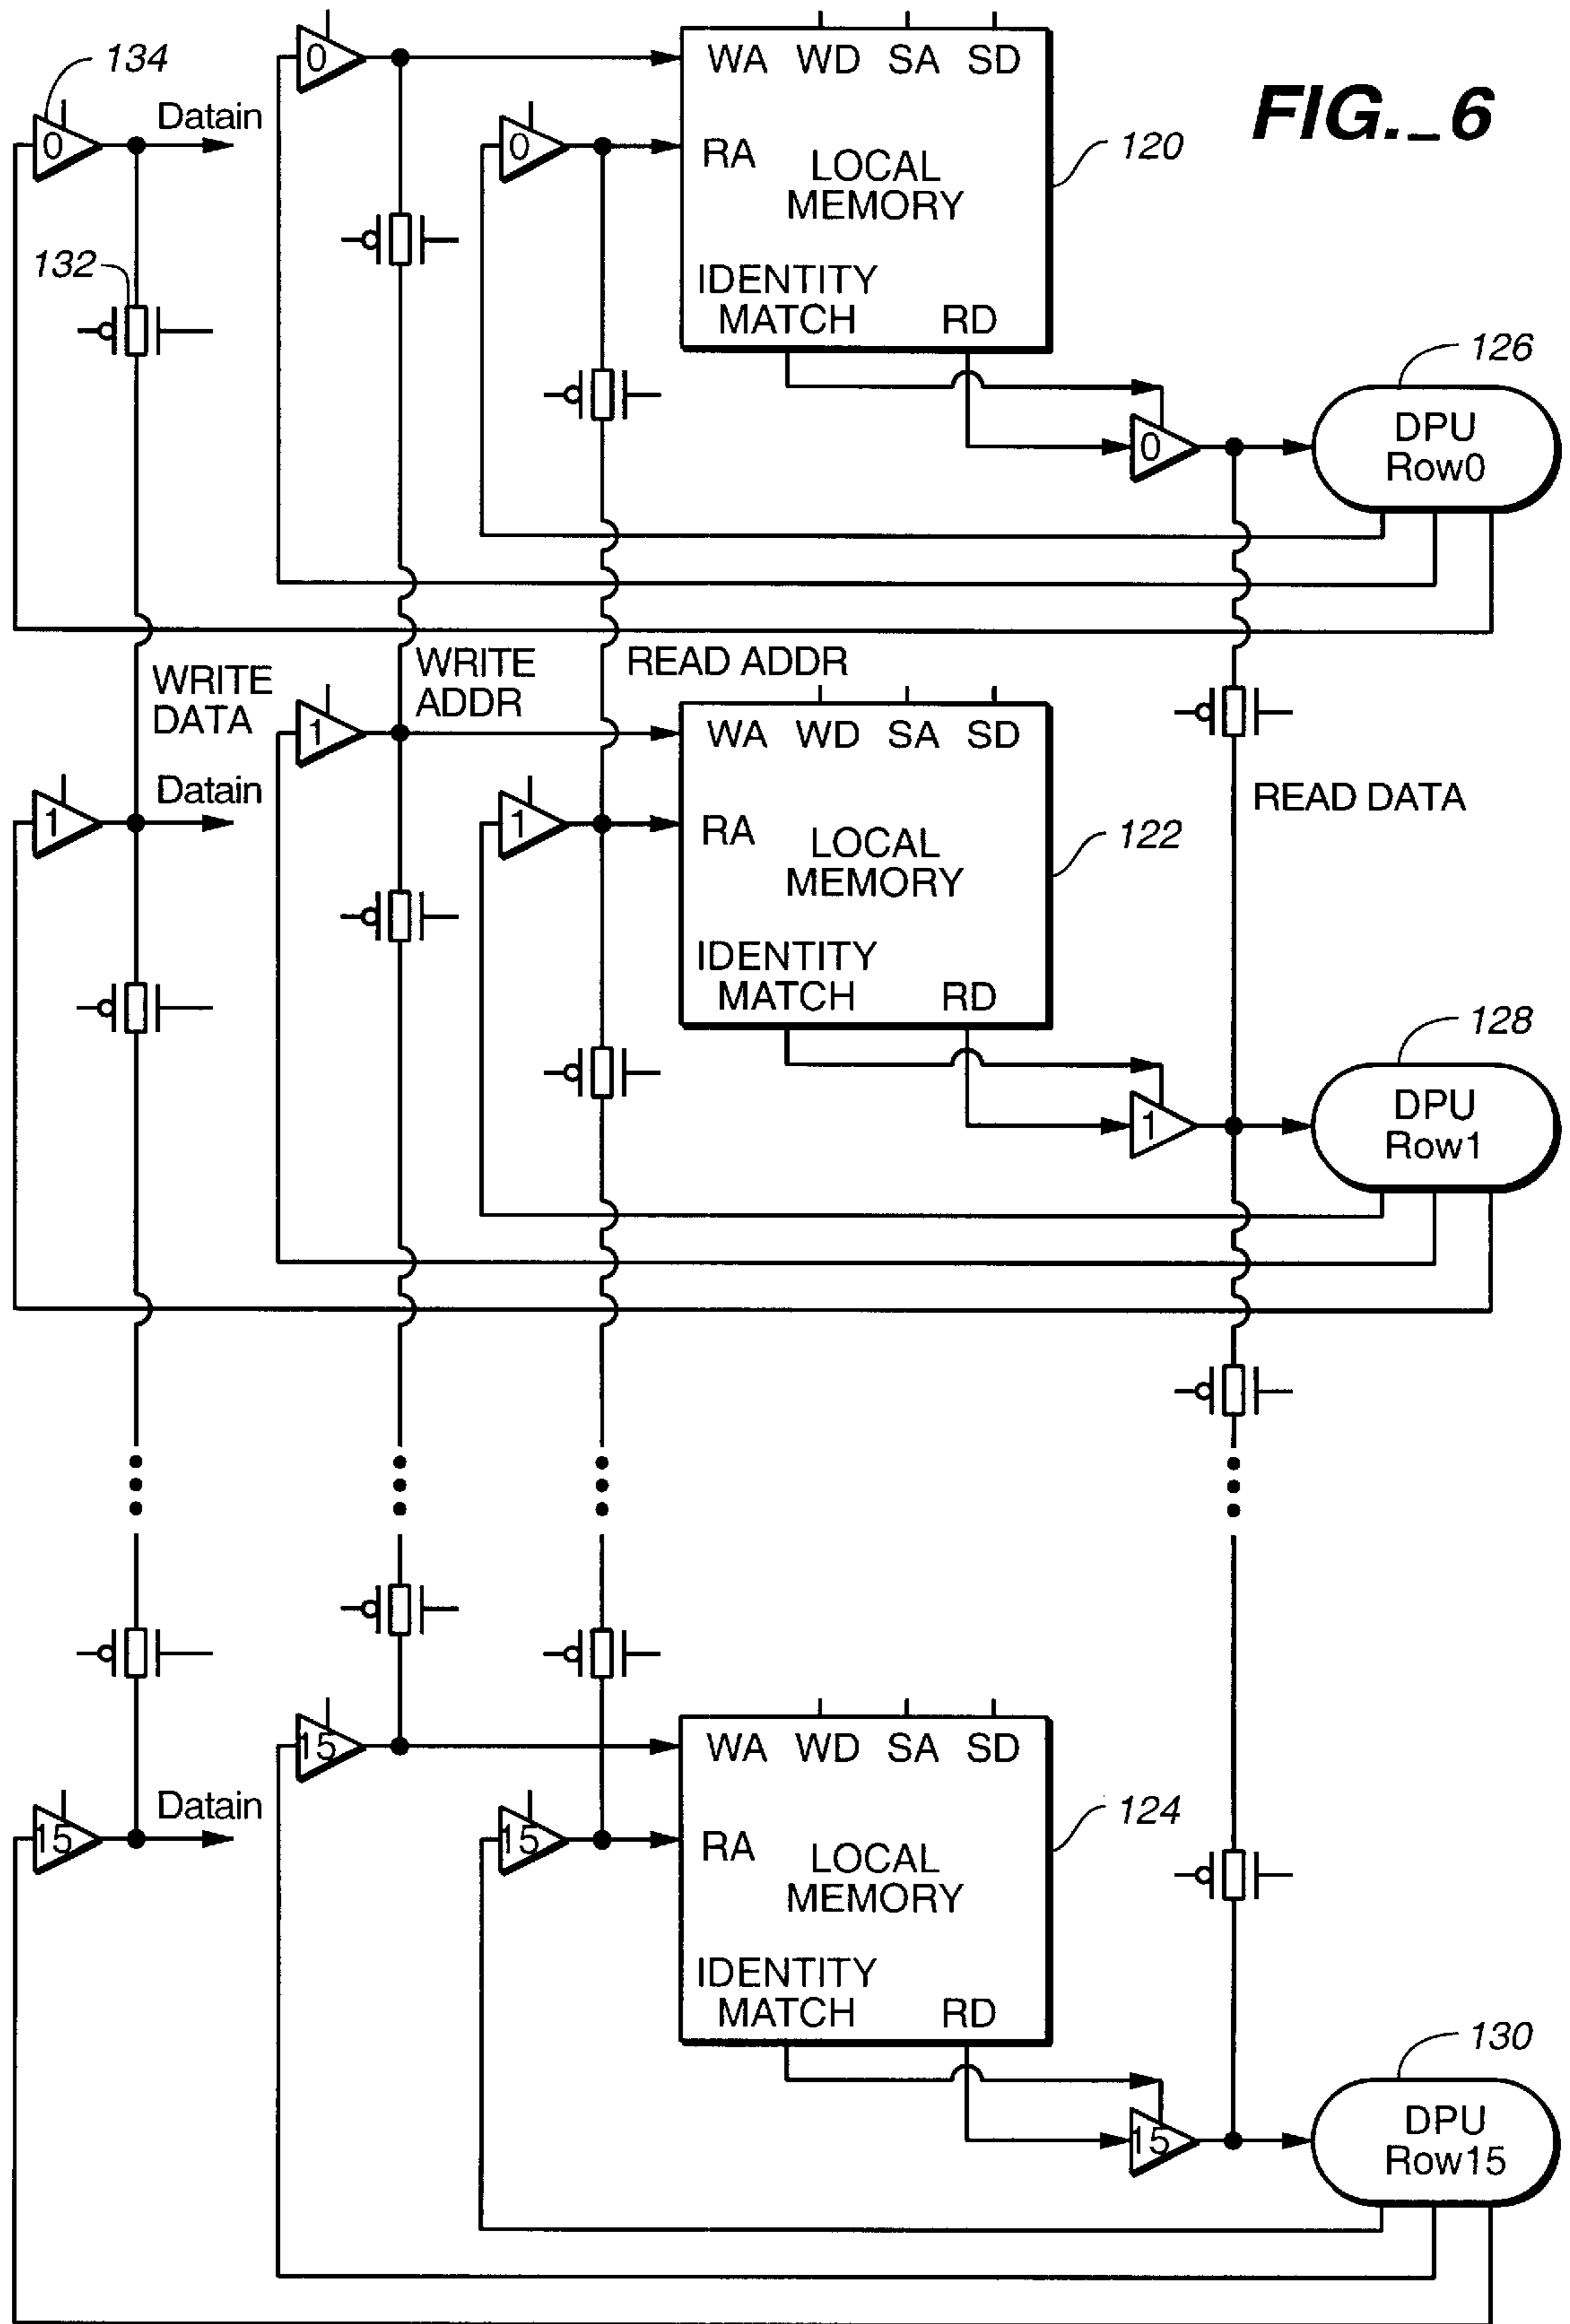 FIG._6
0
WA WD SA SD
134
Datain
0
0
RA
LOCAL
MEMORY
120
132
IDENTITY
MATCH
RD
126
0
DPU
Row0
WRITE
DATA
WRITE
ADDR
READ ADDR
1
WA WD SA SD
READ DATA
Datain
1
1
RA
LOCAL
MEMORY
122
IDENTITY
MATCH
RD
128
1
DPU
Row1
15
WA WD SA SD
Datain
15
15
RA
LOCAL
MEMORY
124
IDENTITY
MATCH
RD
130
15
DPU
Row15